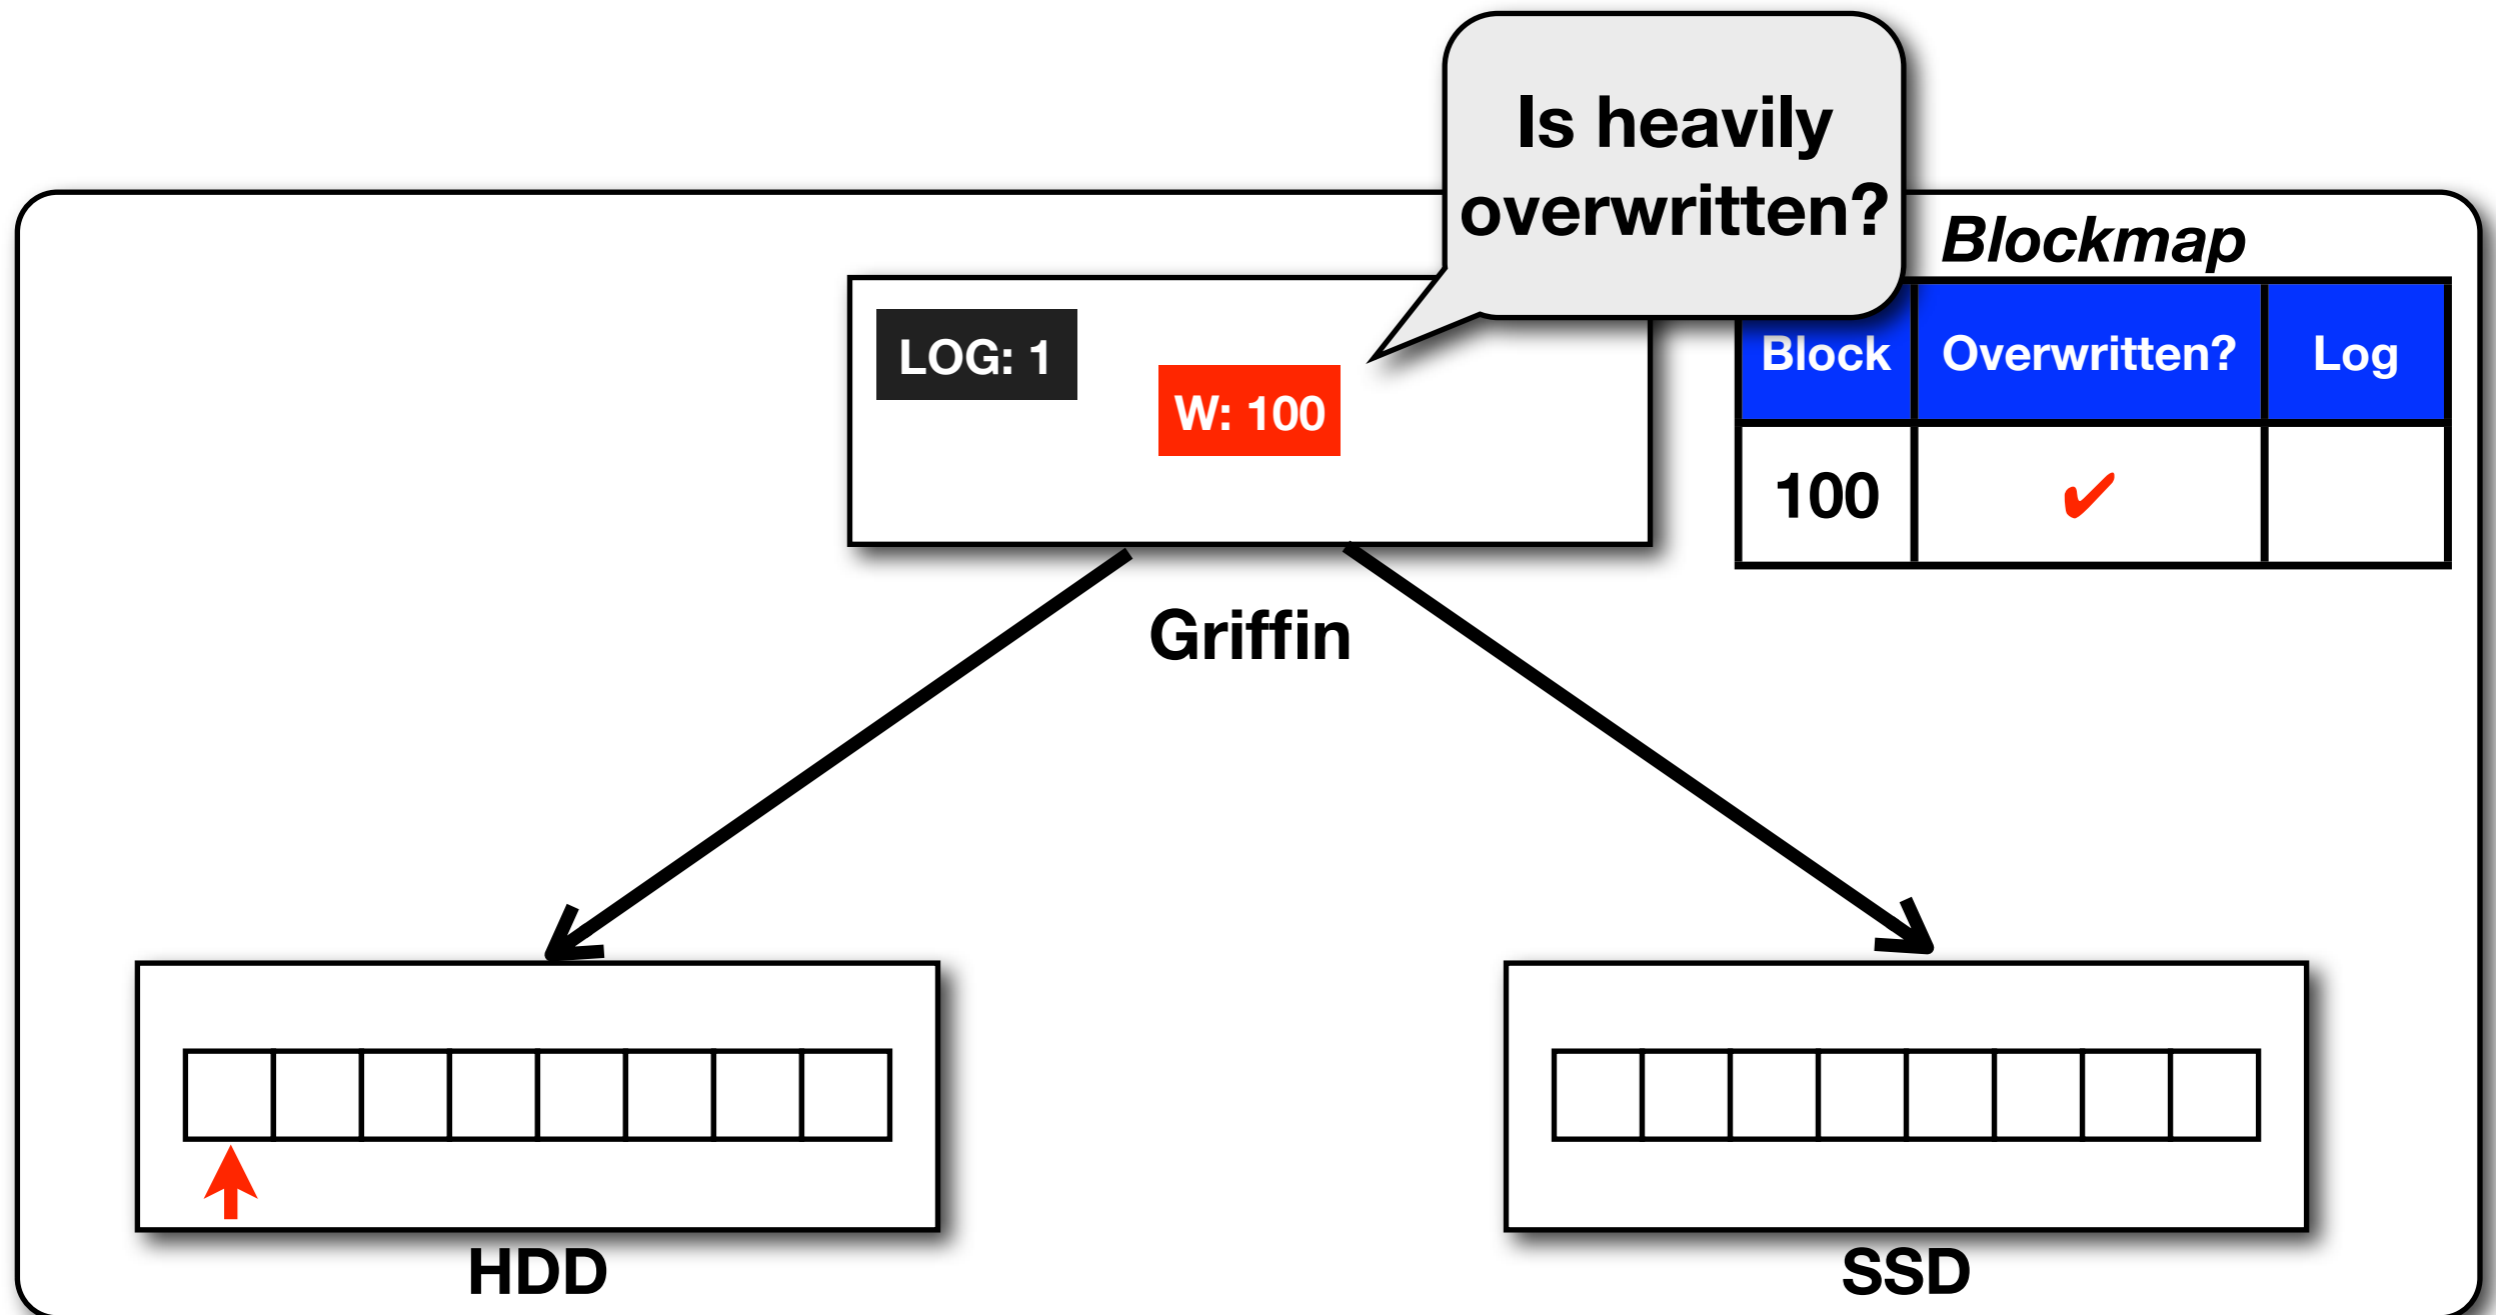 Is heavily
overwritten?
Blockmap
LOG: 1
W: 100
Block Overwritten? Log
100 ✔
Griffin
HDD
SSD